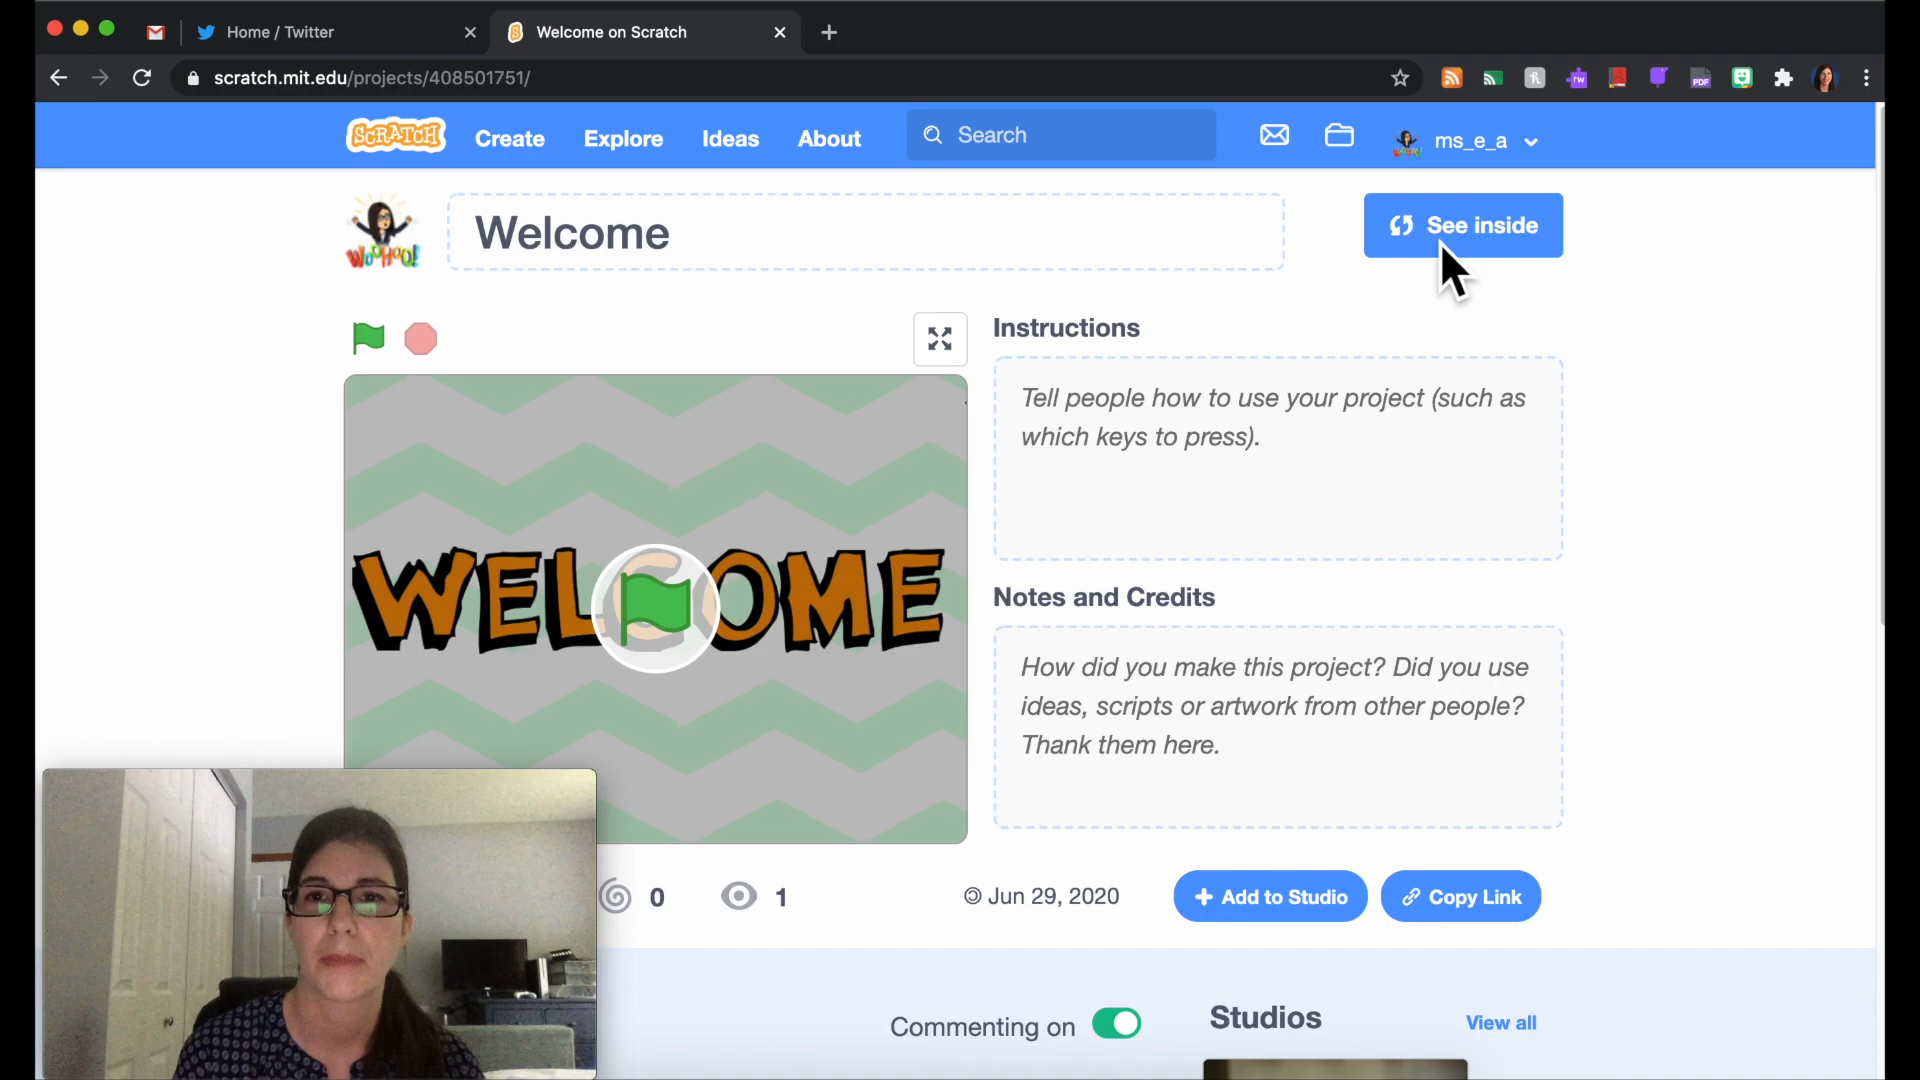 Home / Twitter
Welcome on Scratch
scratch.mit.edu/projects/408501751/
rw
PDF
SCRATCH
Create
Explore
Ideas
About
Search
ms_e_a
WOOHOO!
Welcome
See inside
Instructions
Tell people how to use your project (such as
which keys to press).
WELCOME
Notes and Credits
How did you make this project? Did you use
ideas, scripts or artwork from other people?
Thank them here.
0
1
Jun 29, 2020
Add to Studio
Copy Link
Commenting on
Studios
View all